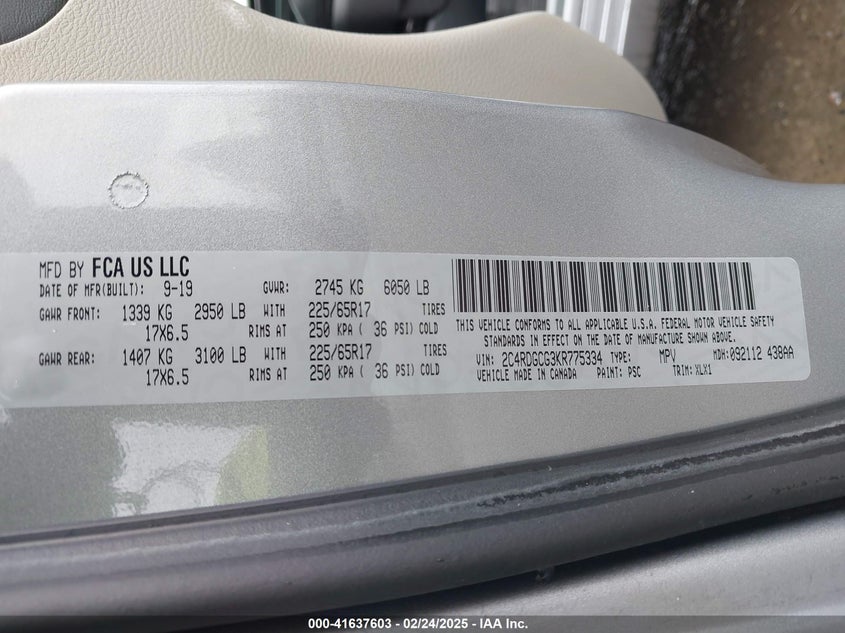 MFD BY FCA US LLC
DATE OF MFR(BUILT): 9-19 GVWR: 2745 KG 6050 LB
GAWR FRONT: 1339 KG 2950 LB WITH 225/65R17 TIRES
17X6.5 RIMS AT 250 KPA ( 36 PSI) COLD
GAWR REAR: 1407 KG 3100 LB WITH 225/65R17 TIRES
17X6.5 RIMS AT 250 KPA ( 36 PSI) COLD
THIS VEHICLE CONFORMS TO ALL APPLICABLE U.S.A. FEDERAL MOTOR VEHICLE SAFETY
STANDARDS IN EFFECT ON THE DATE OF MANUFACTURE SHOWN ABOVE.
VIN: 2C4RDGCG3KR775334 TYPE: MPV MDH: 092112 438AA
VEHICLE MADE IN CANADA PAINT: PSC TRIM: XLX1
000-41637603 - 02/24/2025 - IAA Inc.